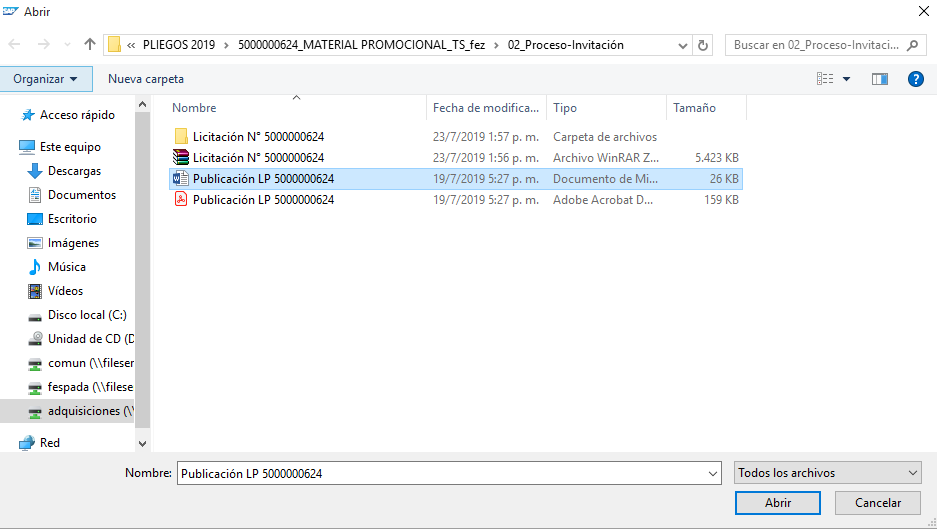 SAP Abrir
« PLIEGOS 2019 > 5000000624_MATERIAL PROMOCIONAL_TS_fez > 02_Proceso-Invitación
Buscar en 02_Proceso-Invitaci...
Organizar
Nueva carpeta
Nombre Fecha de modifica... Tipo Tamaño
Licitación N° 5000000624 23/7/2019 1:57 p. m. Carpeta de archivos
Licitación N° 5000000624 23/7/2019 1:56 p. m. Archivo WinRAR Z... 5.423 KB
Publicación LP 5000000624 19/7/2019 5:27 p. m. Documento de Mi... 26 KB
Publicación LP 5000000624 19/7/2019 5:27 p. m. Adobe Acrobat D... 159 KB
Acceso rápido
Este equipo
Descargas
Documentos
Escritorio
Imágenes
Música
Vídeos
Disco local (C:)
Unidad de CD (D
comun (\\fileser
fespada (\\filese
adquisiciones (\\
Red
Nombre: Publicación LP 5000000624
Todos los archivos
Abrir
Cancelar